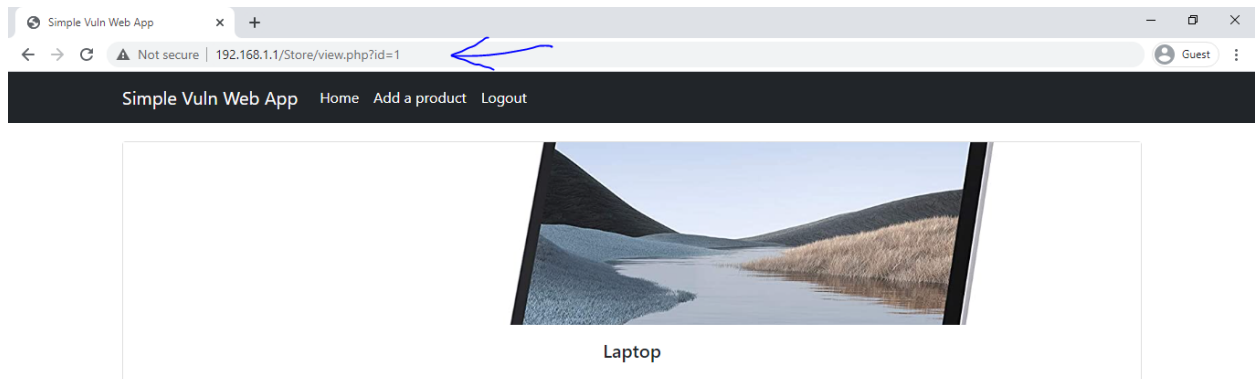 Simple Vuln Web App
Not secure | 192.168.1.1/Store/view.php?id=1 Guest
Simple Vuln Web App Home Add a product Logout
Laptop